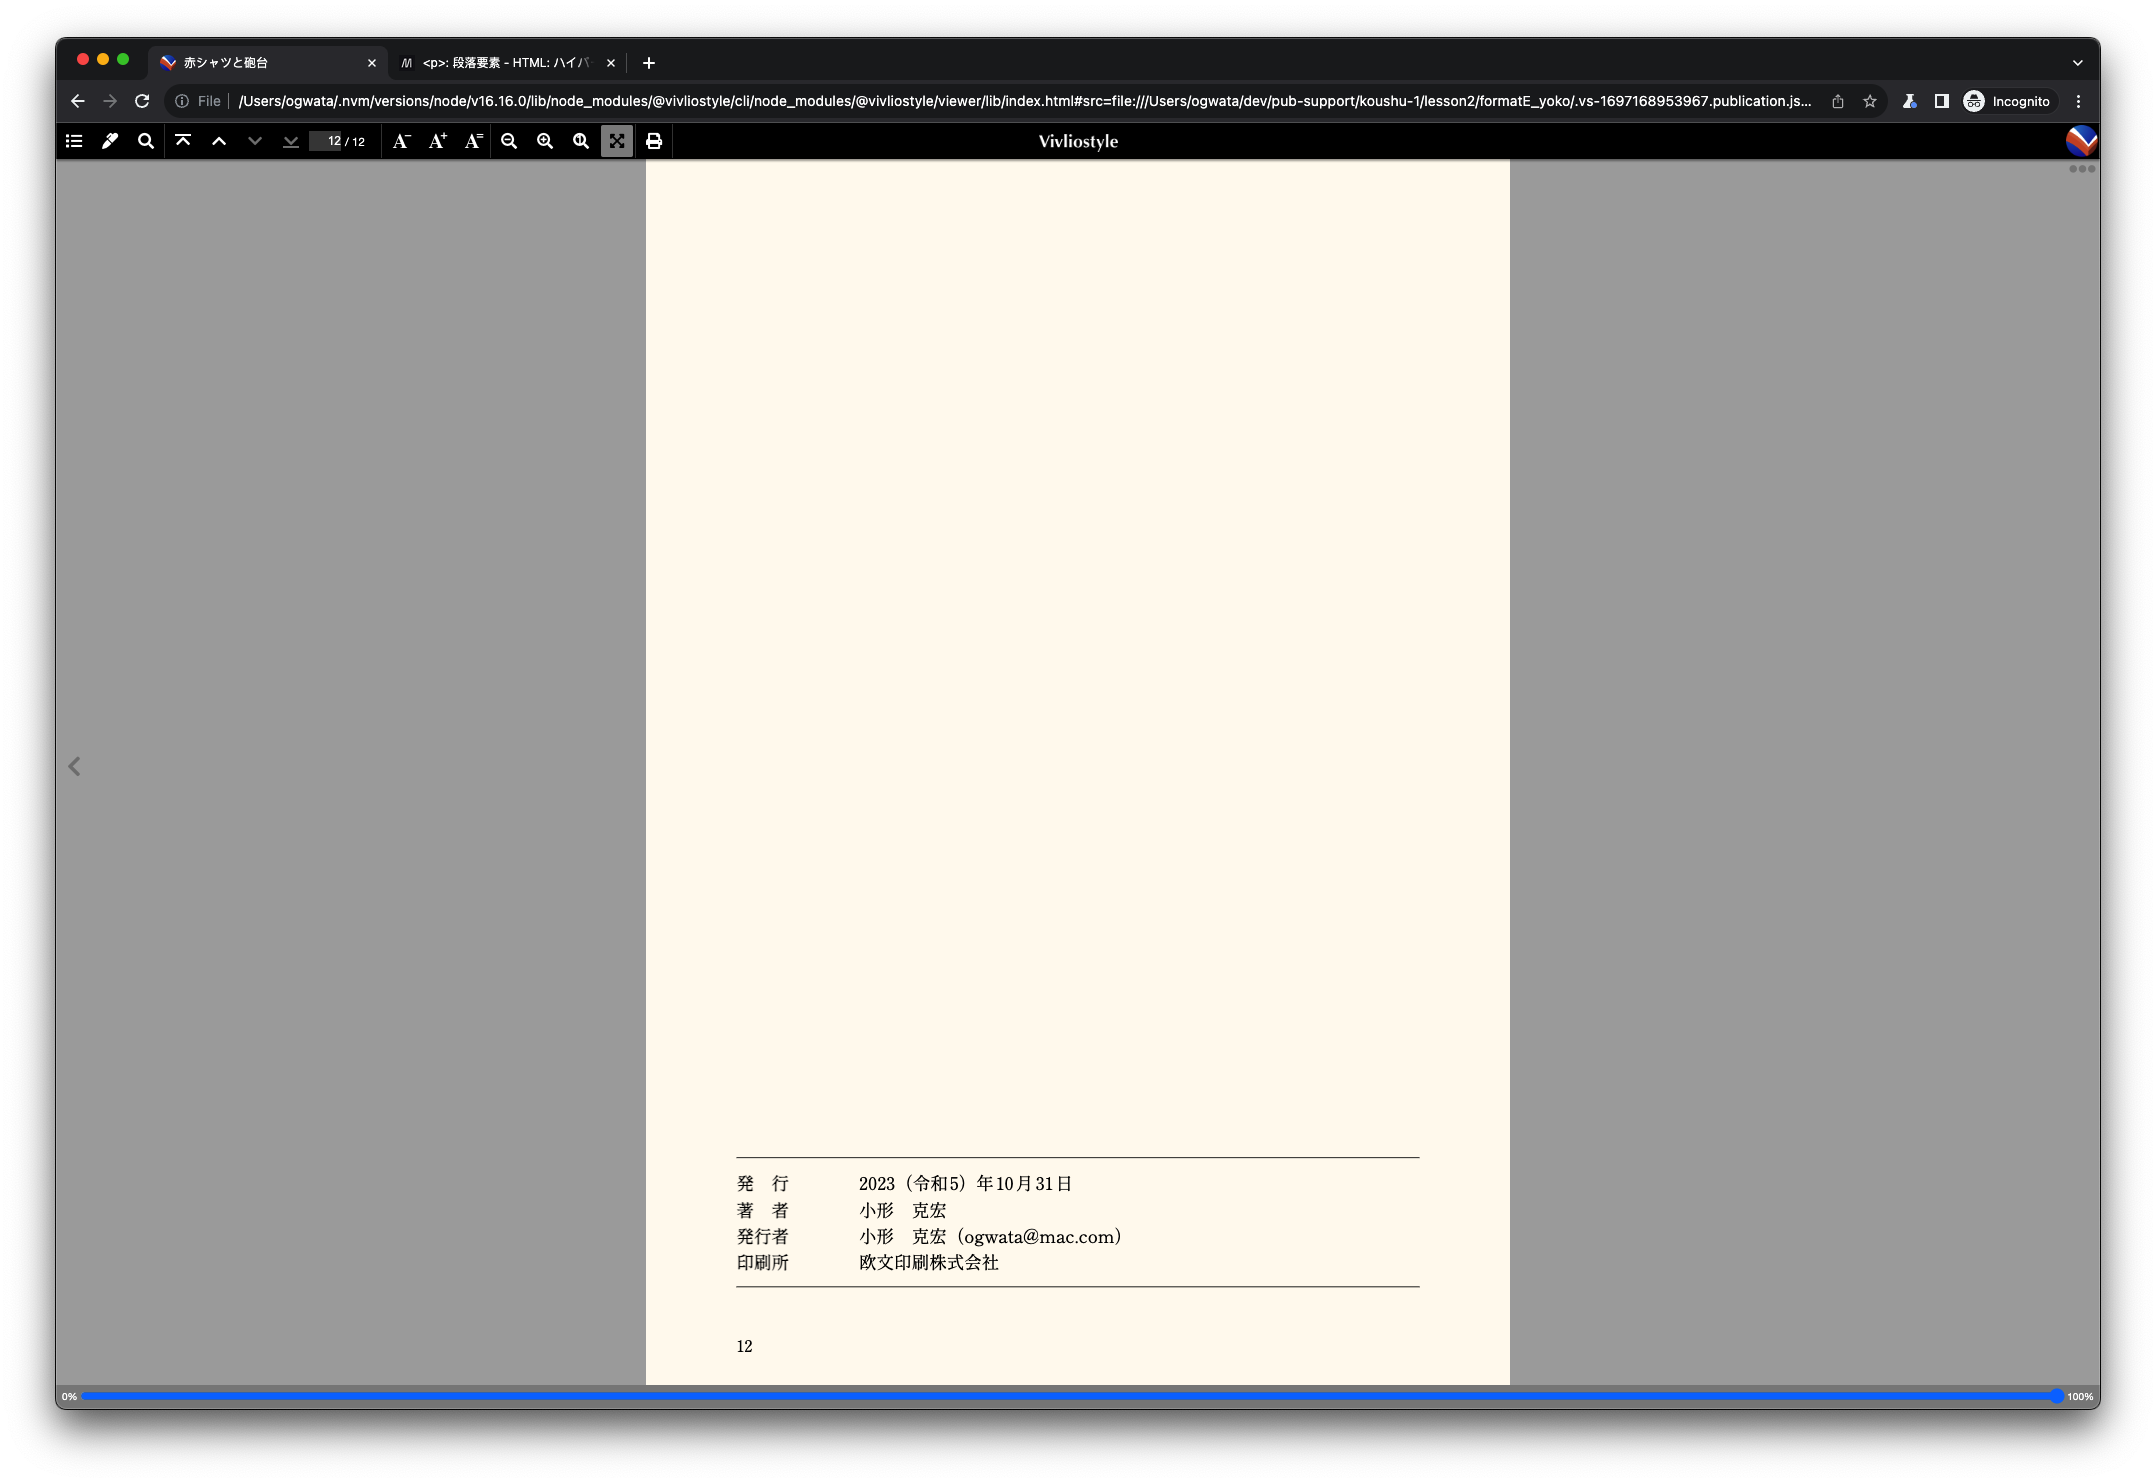 赤シャツと砲台
<p>: 段落要素 - HTML: ハイパー
File
/Users/ogwata/.nvm/versions/node/v16.16.0/lib/node_modules/@vivliostyle/cli/node_modules/@vivliostyle/viewer/lib/index.html#src=file:///Users/ogwata/dev/pub-support/koushu-1/lesson2/formatE_yoko/.vs-1697168953967.publication.js...
Incognito
12 / 12
A- A+ A=
Vivliostyle
発　行　2023（令和5）年10月31日
著　者　小形　克宏
発行者　小形　克宏（ogwata@mac.com）
印刷所　欧文印刷株式会社
12
0% 100%